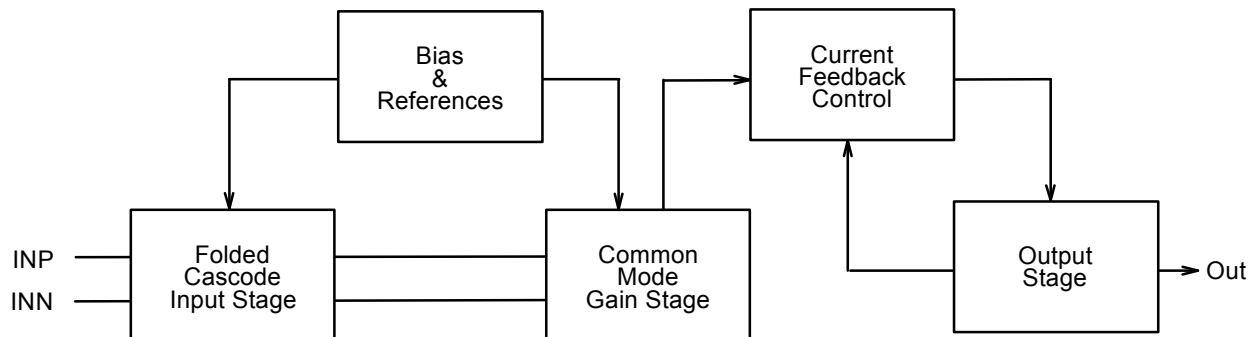 Bias
&
References
Current
Feedback
Control
INP
INN
Folded
Cascode
Input Stage
Common
Mode
Gain Stage
Output
Stage
Out